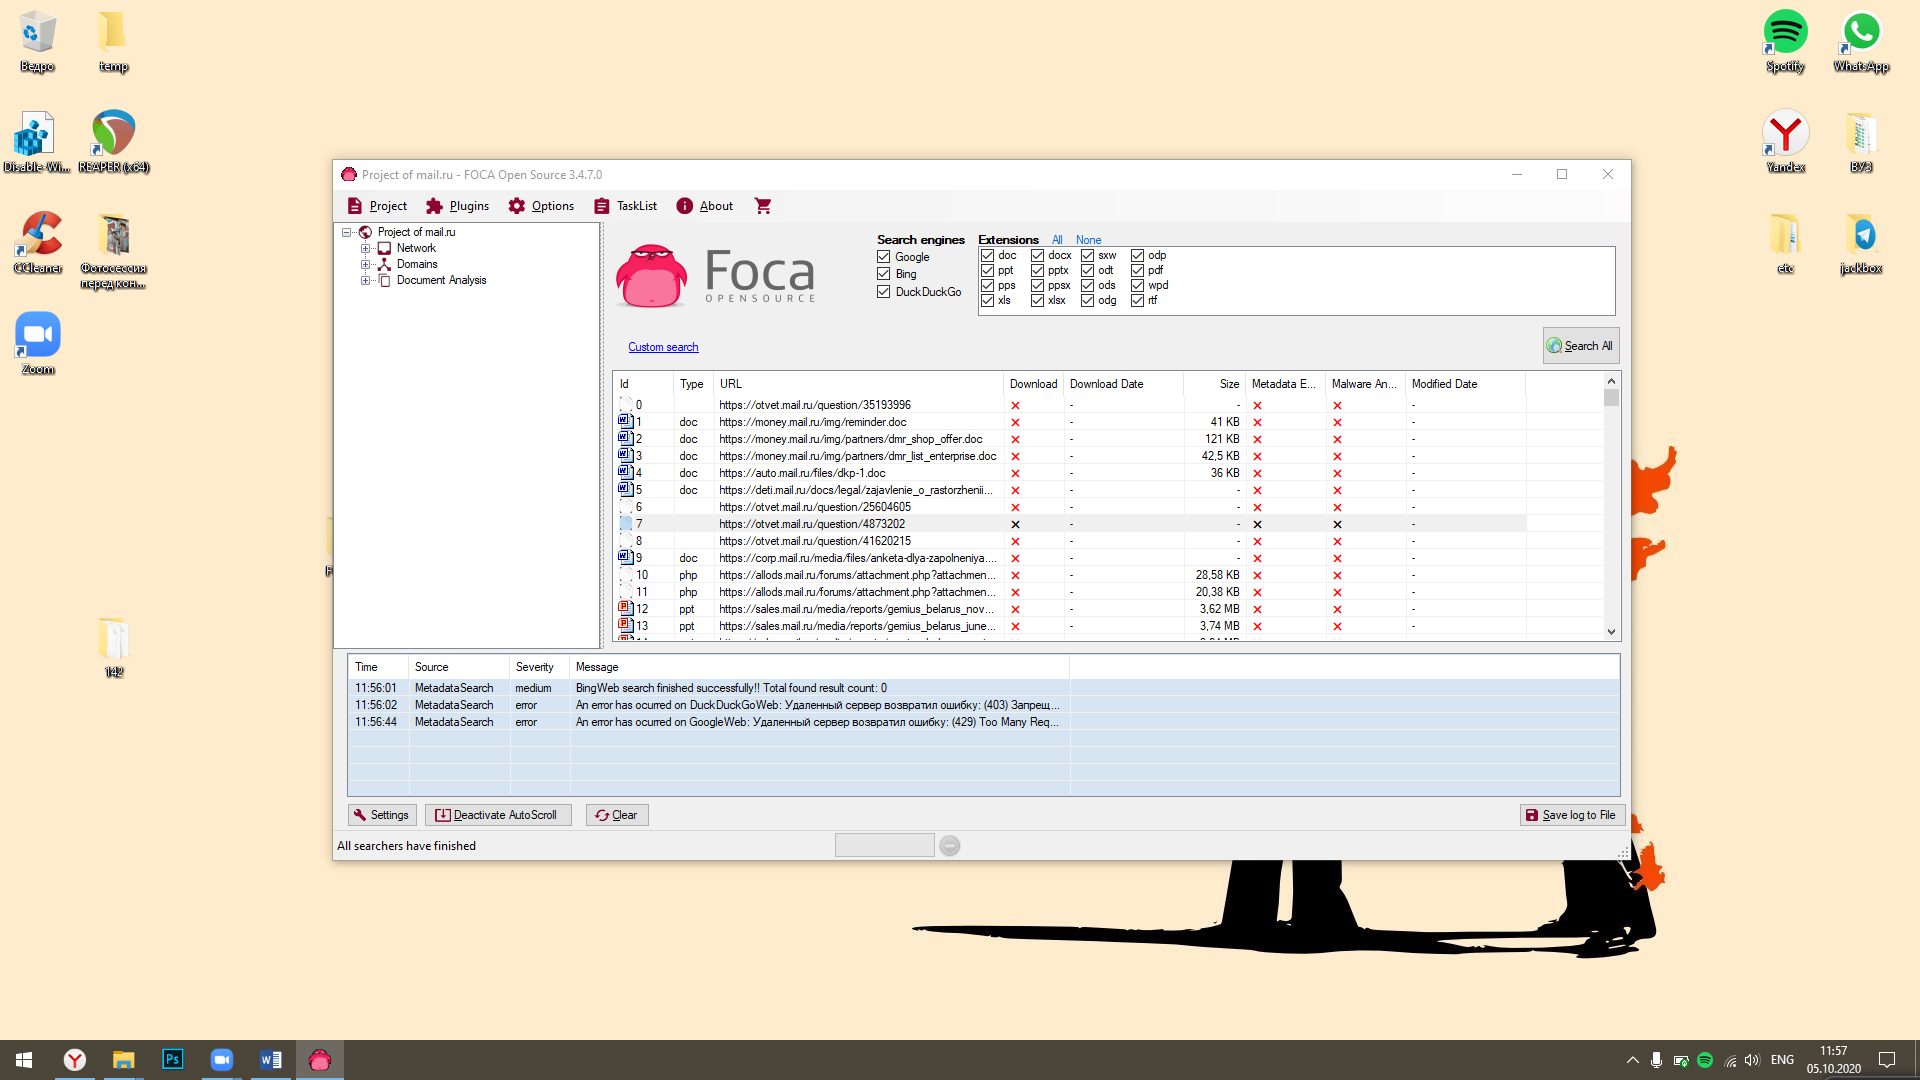 Ведро
temp
Disable-Wi...
REAPER (x64)
CCleaner
Фотосессия
перед кон...
Zoom
142
Spotify
WhatsApp
Yandex
ВУЗ
etc
jackbox
Project of mail.ru - FOCA Open Source 3.4.7.0
Project Plugins Options TaskList About
Project of mail.ru
Network
Domains
Document Analysis
Foca
OPENSOURCE
Search engines
Google
Bing
DuckDuckGo
Extensions All None
doc docx sxw odp
ppt pptx odt pdf
pps ppsx ods wpd
xls xlsx odg rtf
Custom search
Search All
Id Type URL Download Download Date Size Metadata E... Malware An... Modified Date
0 https://otvet.mail.ru/question/35193996 - - -
1 doc https://money.mail.ru/img/reminder.doc - 41 KB -
2 doc https://money.mail.ru/img/partners/dmr_shop_offer.doc - 121 KB -
3 doc https://money.mail.ru/img/partners/dmr_list_enterprise.doc - 42,5 KB -
4 doc https://auto.mail.ru/files/dkp-1.doc - 36 KB -
5 doc https://deti.mail.ru/docs/legal/zajavlenie_o_rastorzhenii... - - -
6 https://otvet.mail.ru/question/25604605 - - -
7 https://otvet.mail.ru/question/4873202 - - -
8 https://otvet.mail.ru/question/41620215 - - -
9 doc https://corp.mail.ru/media/files/anketa-dlya-zapolneniya.... - - -
10 php https://allods.mail.ru/forums/attachment.php?attachmen... - 28,58 KB -
11 php https://allods.mail.ru/forums/attachment.php?attachmen... - 20,38 KB -
12 ppt https://sales.mail.ru/media/reports/gemius_belarus_nov... - 3,62 MB -
13 ppt https://sales.mail.ru/media/reports/gemius_belarus_june... - 3,74 MB -
Time Source Severity Message
11:56:01 MetadataSearch medium BingWeb search finished successfully!! Total found result count: 0
11:56:02 MetadataSearch error An error has ocurred on DuckDuckGoWeb: Удаленный сервер возвратил ошибку: (403) Запрещ...
11:56:44 MetadataSearch error An error has ocurred on GoogleWeb: Удаленный сервер возвратил ошибку: (429) Too Many Req...
Settings Deactivate AutoScroll Clear Save log to File
All searchers have finished
Ps
ENG
11:57
05.10.2020